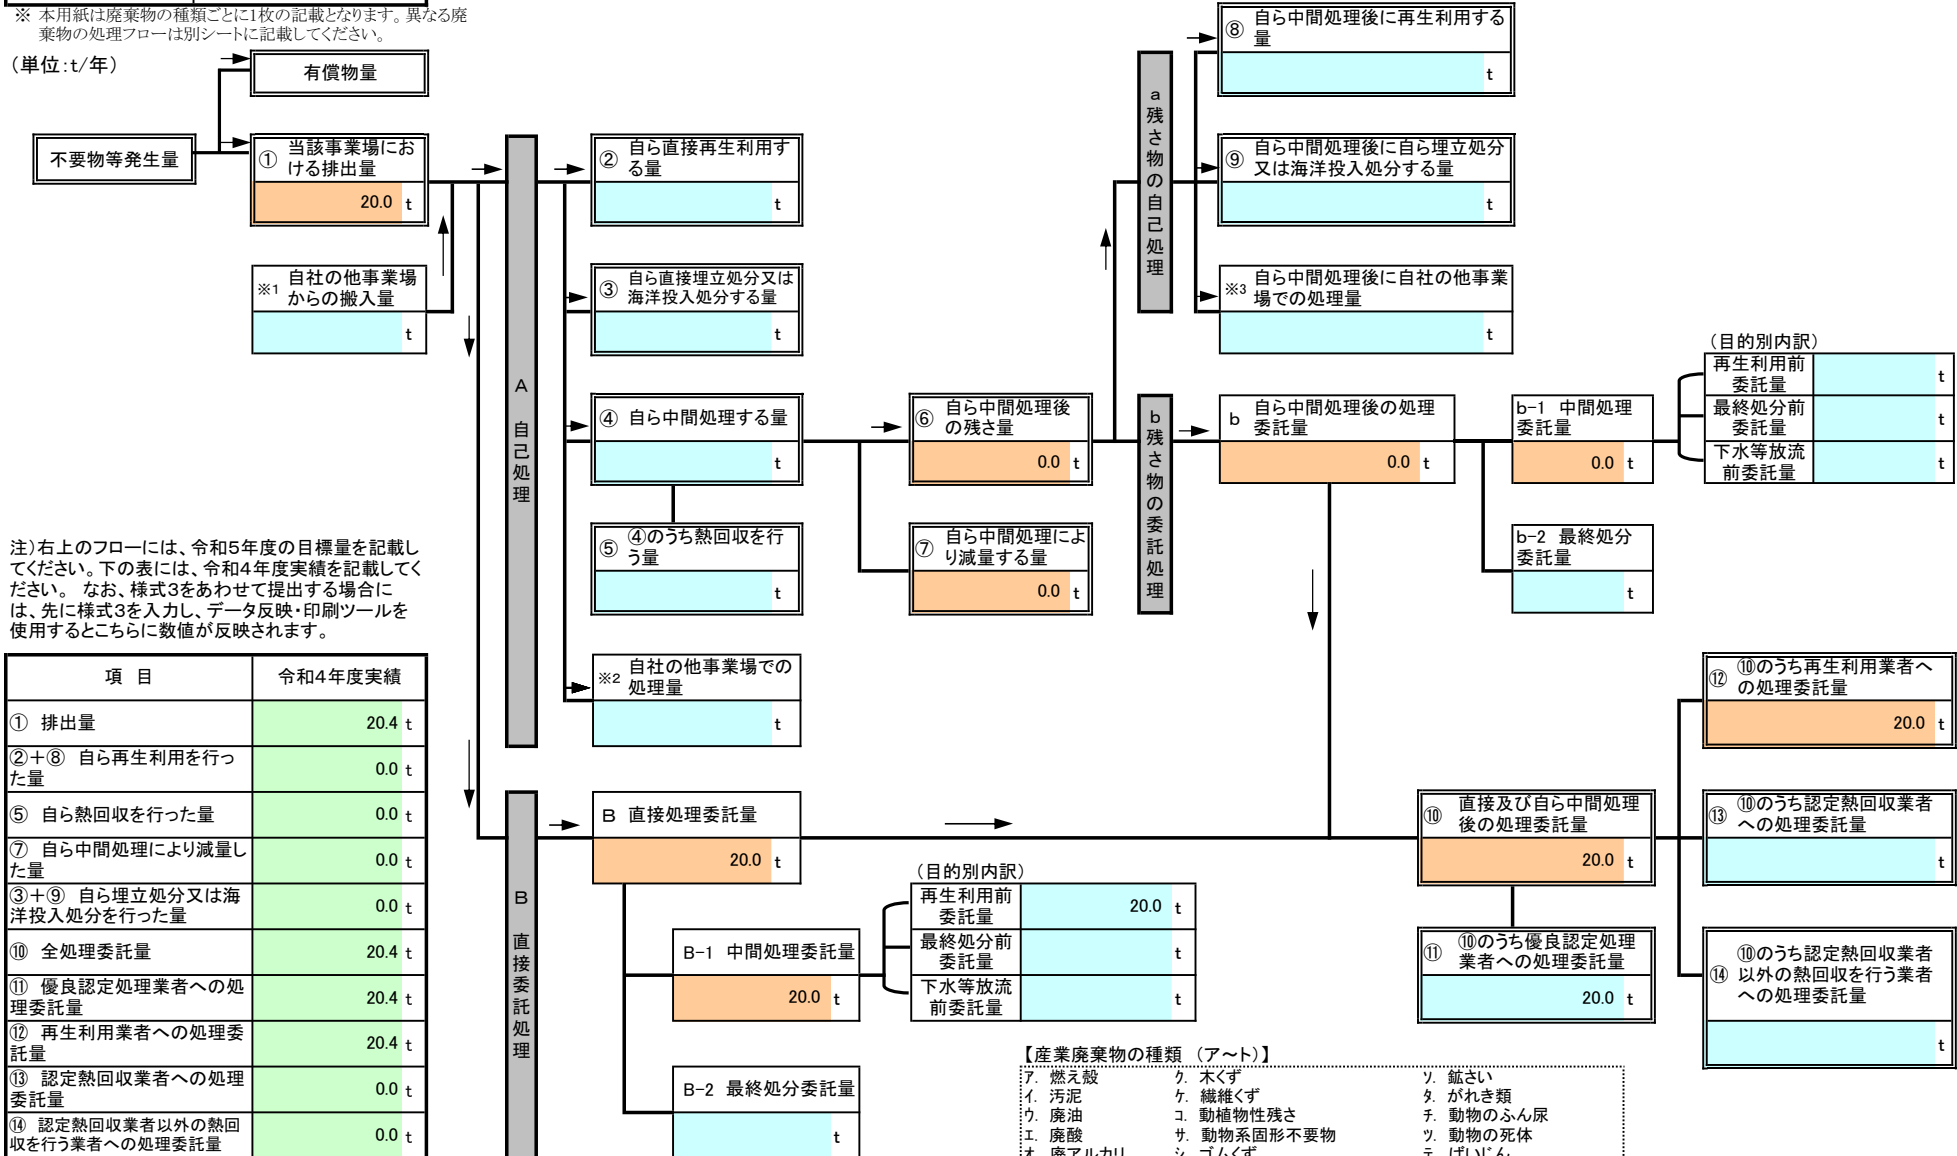 ※ 本用紙は廃棄物の種類ごとに1枚の記載となります。異なる廃
棄物の処理フローは別シートに記載してください。
(単位:t/年)
有償物量
不要物等発生量
① 当該事業場にお
ける排出量
20.0 t
※1 自社の他事業場
からの搬入量
t
A 自己処理
② 自ら直接再生利用す
る量
t
③ 自ら直接埋立処分又は
海洋投入処分する量
t
④ 自ら中間処理する量
t
⑤ ④のうち熱回収を行
う量
t
※2 自社の他事業場での
処理量
t
⑥ 自ら中間処理後
の残さ量
0.0 t
⑦ 自ら中間処理によ
り減量する量
0.0 t
a 残さ物の自己処理
⑧ 自ら中間処理後に再生利用する
量
t
⑨ 自ら中間処理後に自ら埋立処分
又は海洋投入処分する量
t
※3 自ら中間処理後に自社の他事業
場での処理量
t
b 残さ物の委託処理
b 自ら中間処理後の処理
委託量
0.0 t
b-1 中間処理
委託量
0.0 t
(目的別内訳)
再生利用前
委託量
t
最終処分前
委託量
t
下水等放流
前委託量
t
b-2 最終処分
委託量
t
注)右上のフローには、令和5年度の目標量を記載し
てください。下の表には、令和4年度実績を記載してく
ださい。 なお、様式3をあわせて提出する場合に
は、先に様式3を入力し、データ反映・印刷ツールを
使用するとこちらに数値が反映されます。
項 目 令和4年度実績
① 排出量 20.4 t
②+⑧ 自ら再生利用を行っ
た量 0.0 t
⑤ 自ら熱回収を行った量 0.0 t
⑦ 自ら中間処理により減量し
た量 0.0 t
③+⑨ 自ら埋立処分又は海
洋投入処分を行った量 0.0 t
⑩ 全処理委託量 20.4 t
⑪ 優良認定処理業者への処
理委託量 20.4 t
⑫ 再生利用業者への処理委
託量 20.4 t
⑬ 認定熱回収業者への処理
委託量 0.0 t
⑭ 認定熱回収業者以外の熱回
収を行う業者への処理委託量 0.0 t
B 直接委託処理
B 直接処理委託量
20.0 t
B-1 中間処理委託量
20.0 t
(目的別内訳)
再生利用前
委託量
20.0 t
最終処分前
委託量
t
下水等放流
前委託量
t
B-2 最終処分委託量
t
⑩ 直接及び自ら中間処理
後の処理委託量
20.0 t
⑪ ⑩のうち優良認定処理
業者への処理委託量
20.0 t
⑫ ⑩のうち再生利用業者へ
の処理委託量
20.0 t
⑬ ⑩のうち認定熱回収業者
への処理委託量
t
⑭ ⑩のうち認定熱回収業者
以外の熱回収を行う業者
への処理委託量
t
【産業廃棄物の種類 (ア~ト)】
ア. 燃え殻 ク. 木くず ソ. 鉱さい
イ. 汚泥 ケ. 繊維くず タ. がれき類
ウ. 廃油 コ. 動植物性残さ チ. 動物のふん尿
エ. 廃酸 サ. 動物系固形不要物 ツ. 動物の死体
オ. 廃アルカリ シ. ゴムくず テ. ばいじん